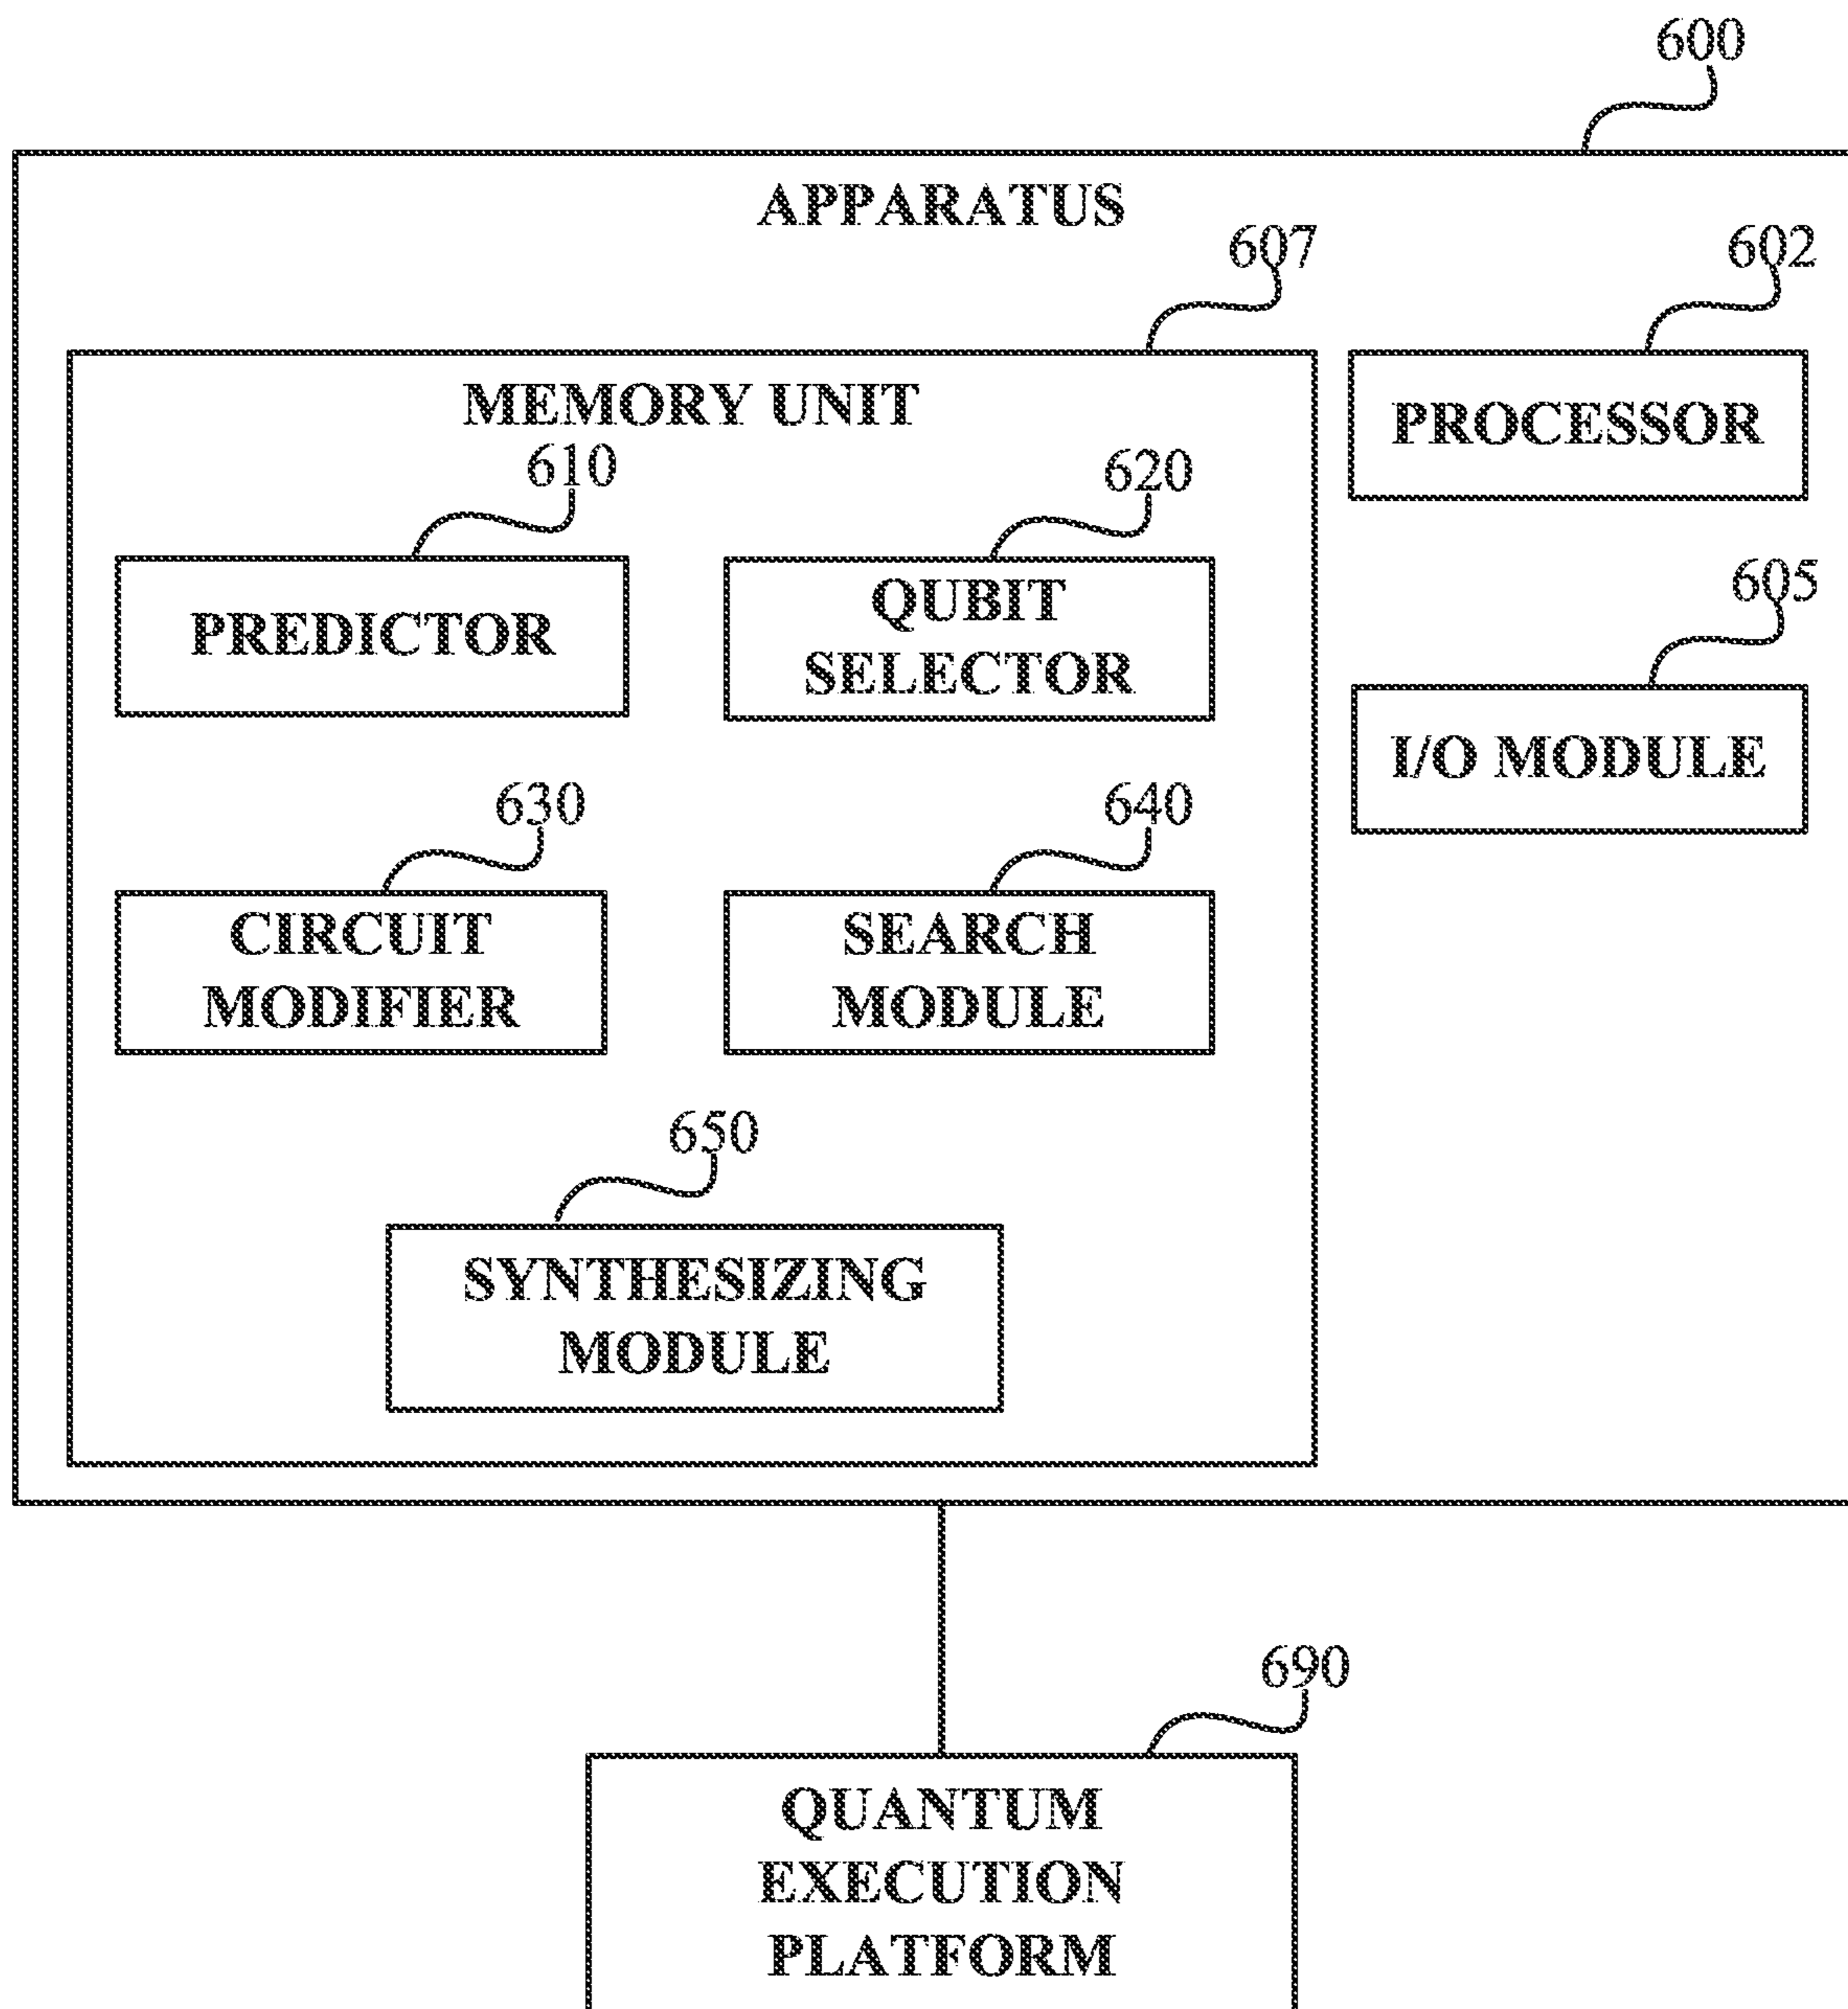 600
APPARATUS
607
602
MEMORY UNIT
PROCESSOR
610
620
PREDICTOR
QUBIT
SELECTOR
605
I/O MODULE
630
640
CIRCUIT
MODIFIER
SEARCH
MODULE
650
SYNTHESIZING
MODULE
690
QUANTUM
EXECUTION
PLATFORM